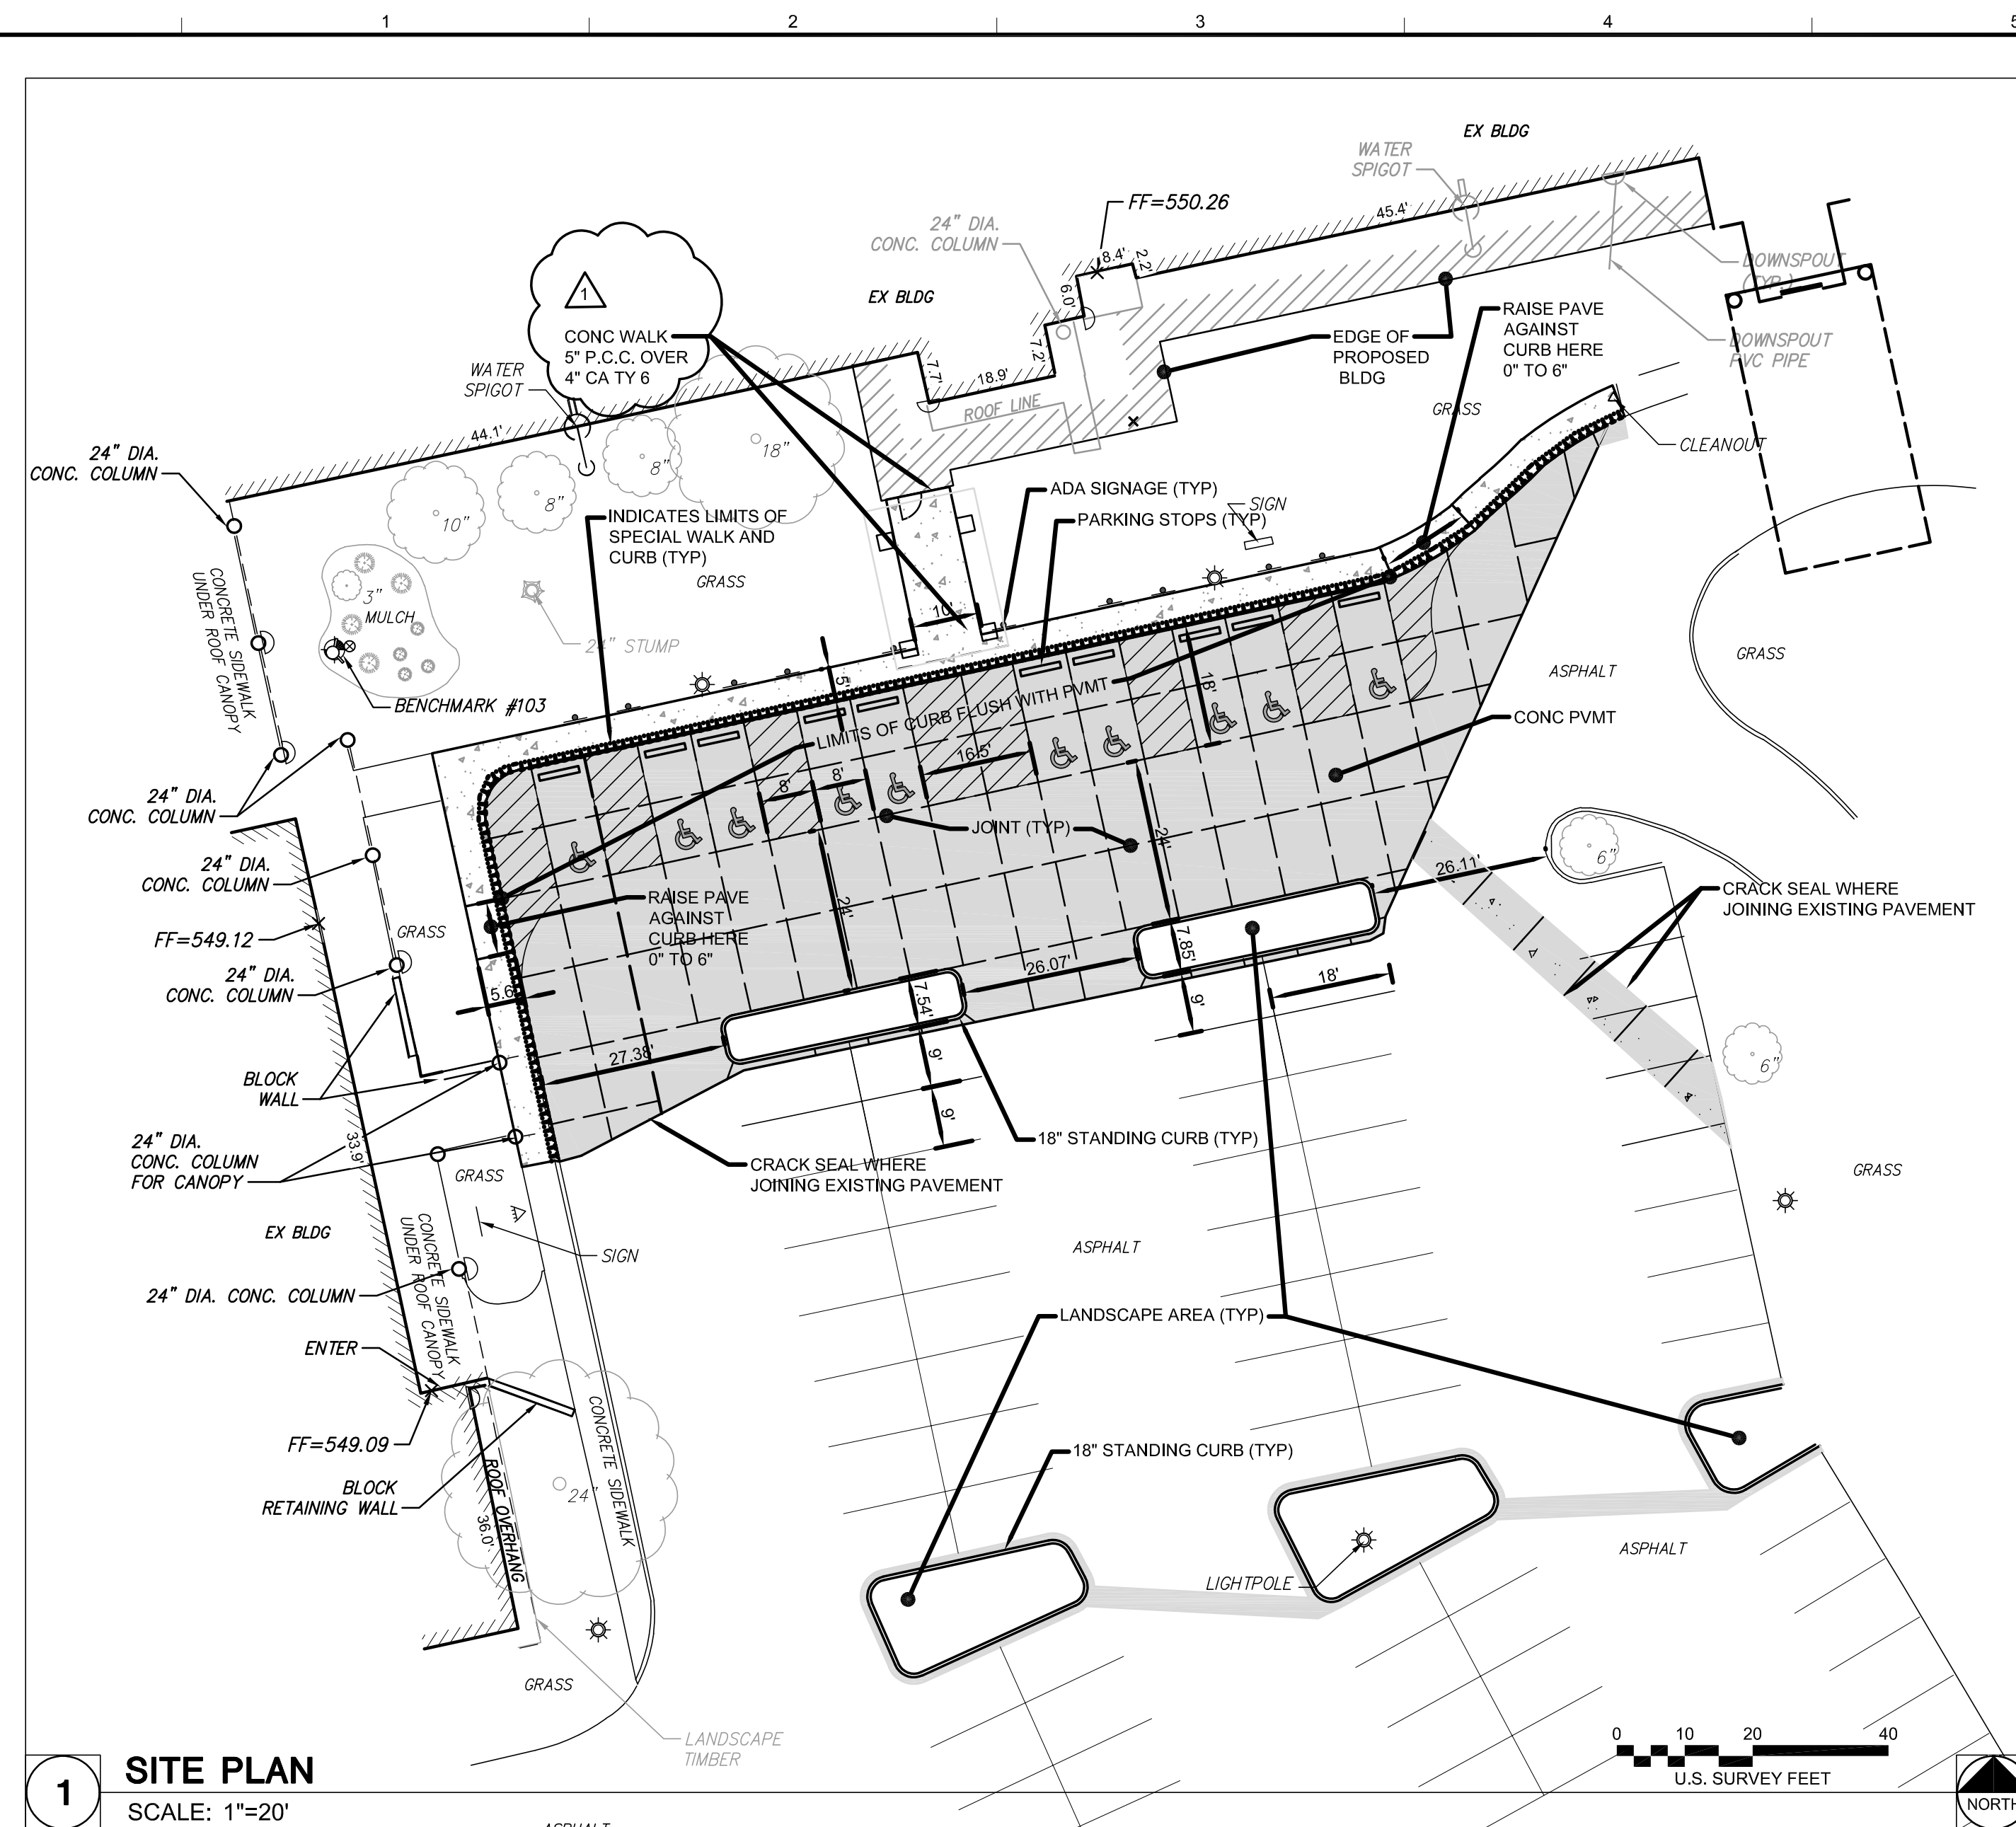 1
2
3
4
5
EX BLDG
WATER
SPIGOT
FF=550.26
45.4'
24" DIA.
CONC. COLUMN
8.4'
2.2'
DOWNSPOUT
(TYP.)
1
EX BLDG
6.0'
RAISE PAVE
AGAINST
CURB HERE
0" TO 6"
CONC WALK
5" P.C.C. OVER
4" CA TY 6
EDGE OF
PROPOSED
BLDG
DOWNSPOUT
PVC PIPE
7.2'
WATER
SPIGOT
7.7'
18.9'
ROOF LINE
GRASS
44.1'
18"
CLEANOUT
24" DIA.
CONC. COLUMN
8"
8"
10"
ADA SIGNAGE (TYP)
SIGN
PARKING STOPS (TYP)
INDICATES LIMITS OF
SPECIAL WALK AND
CURB (TYP)
GRASS
CONCRETE SIDEWALK
UNDER ROOF CANOPY
3"
MULCH
10'
24" STUMP
GRASS
ASPHALT
5'
18'
BENCHMARK #103
LIMITS OF CURB FLUSH WITH PVMT
CONC PVMT
16.5'
8'
8'
24" DIA.
CONC. COLUMN
JOINT (TYP)
24'
6"
26.11'
24" DIA.
CONC. COLUMN
RAISE PAVE
AGAINST
CURB HERE
0" TO 6"
24'
CRACK SEAL WHERE
JOINING EXISTING PAVEMENT
FF=549.12
GRASS
7.85'
24" DIA.
CONC. COLUMN
26.07'
18'
5.6'
7.54'
9'
27.38'
9'
6"
BLOCK
WALL
9'
24" DIA.
CONC. COLUMN
FOR CANOPY
33.9'
18" STANDING CURB (TYP)
CRACK SEAL WHERE
JOINING EXISTING PAVEMENT
GRASS
GRASS
EX BLDG
CONCRETE SIDEWALK
UNDER ROOF CANOPY
SIGN
ASPHALT
24" DIA. CONC. COLUMN
LANDSCAPE AREA (TYP)
ENTER
FF=549.09
18" STANDING CURB (TYP)
BLOCK
RETAINING WALL
ROOF OVERHANG
36.0'
24"
CONCRETE SIDEWALK
ASPHALT
LIGHTPOLE
GRASS
LANDSCAPE
TIMBER
0 10 20 40
U.S. SURVEY FEET
1
SITE PLAN
SCALE: 1"=20'
NORTH
ASPHALT